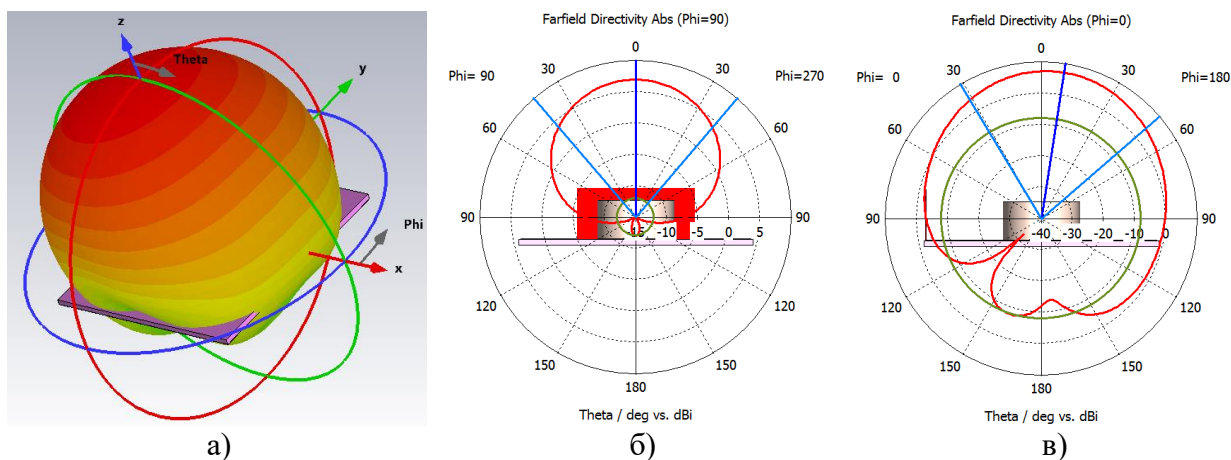 z
Theta
y
Phi
x
а)
Farfield Directivity Abs (Phi=90)
0
Phi= 90
30
30
Phi=270
60
60
90
-15
-10
-5
0
5
90
120
120
150
150
180
Theta / deg vs. dBi
б)
Farfield Directivity Abs (Phi=0)
0
Phi= 0
30
30
Phi=180
60
60
90
-40
-30
-20
-10
0
90
120
120
150
150
180
Theta / deg vs. dBi
в)